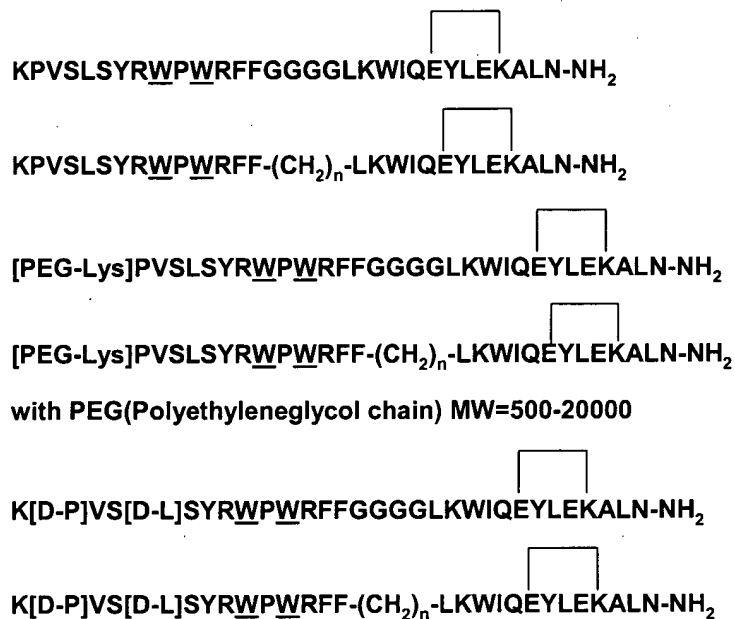 KPVSLSYRWPWRFFGGGGLKWIQEYLEKALN-NH₂
KPVSLSYRWPWRFF-(CH₂)ₙ-LKWIQEYLEKALN-NH₂
[PEG-Lys]PVSLSYRWPWRFFGGGGLKWIQEYLEKALN-NH₂
[PEG-Lys]PVSLSYRWPWRFF-(CH₂)ₙ-LKWIQEYLEKALN-NH₂
with PEG(Polyethyleneglycol chain) MW=500-20000
K[D-P]VS[D-L]SYRWPWRFFGGGGLKWIQEYLEKALN-NH₂
K[D-P]VS[D-L]SYRWPWRFF-(CH₂)ₙ-LKWIQEYLEKALN-NH₂